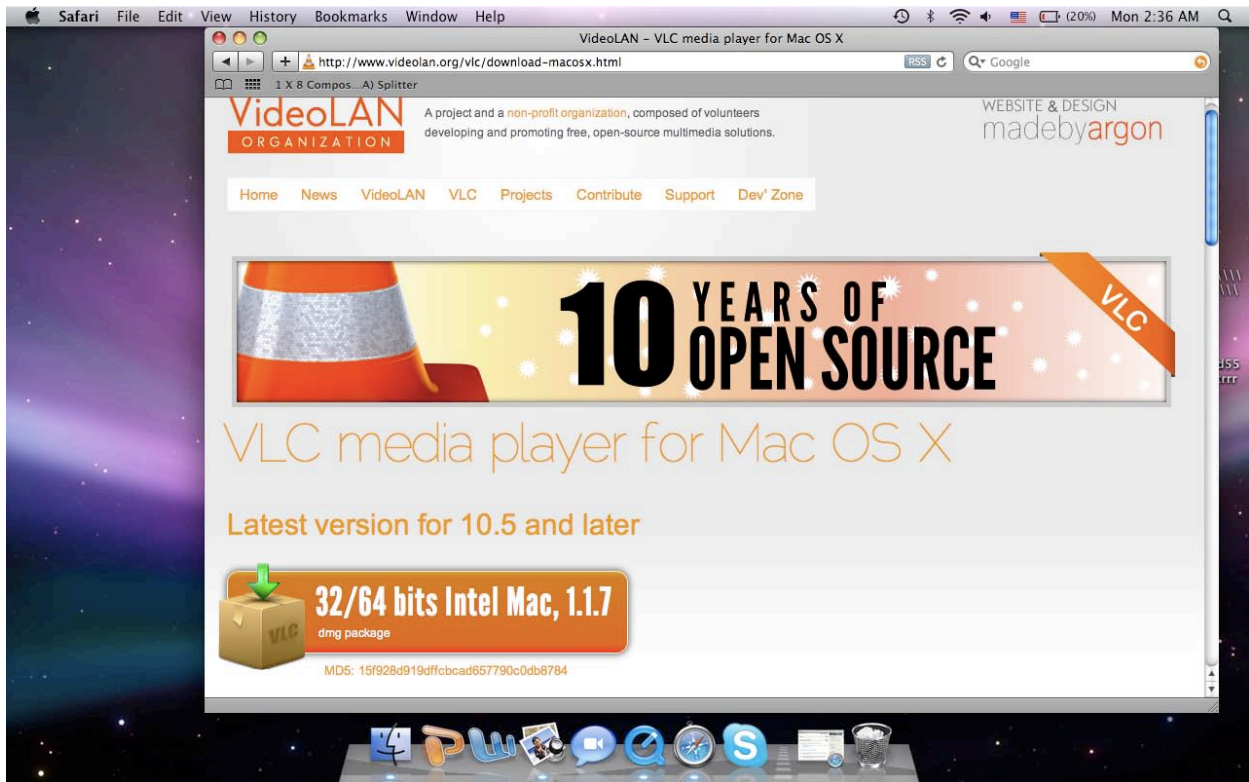 Safari File Edit View History Bookmarks Window Help (20%) Mon 2:36 AM
VideoLAN – VLC media player for Mac OS X
http://www.videolan.org/vlc/download-macosx.html RSS Google
1 X 8 Compos...A) Splitter
VideoLAN
ORGANIZATION
A project and a non-profit organization, composed of volunteers
developing and promoting free, open-source multimedia solutions.
WEBSITE & DESIGN
madebyargon
Home News VideoLAN VLC Projects Contribute Support Dev' Zone
10 YEARS OF
OPEN SOURCE
VLC
VLC media player for Mac OS X
Latest version for 10.5 and later
32/64 bits Intel Mac, 1.1.7
dmg package
VLC
MD5: 15f928d919dffcbcad657790c0db8784